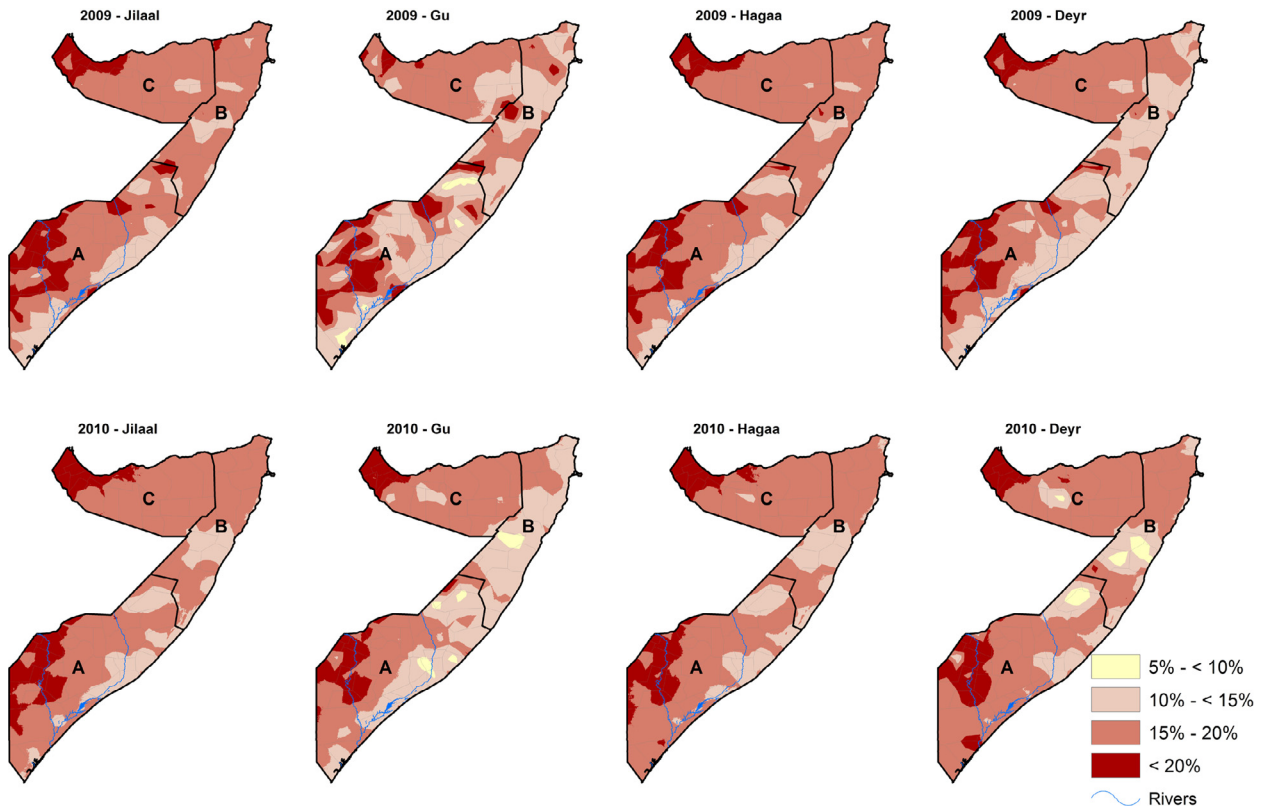 2009 - Jilaal
2009 - Gu
2009 - Hagaa
2009 - Deyr
C
B
A
C
B
A
C
B
A
C
B
A
2010 - Jilaal
2010 - Gu
2010 - Hagaa
2010 - Deyr
C
B
A
C
B
A
C
B
A
C
B
A
5% - < 10%
10% - < 15%
15% - 20%
< 20%
Rivers